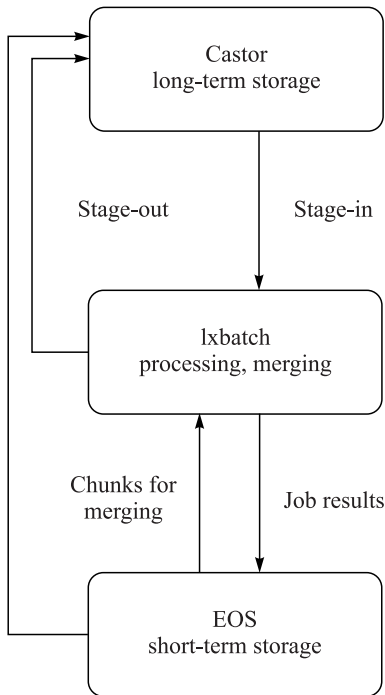 Castor
long-term storage
Stage-out
Stage-in
lxbatch
processing, merging
Chunks for
merging
Job results
EOS
short-term storage